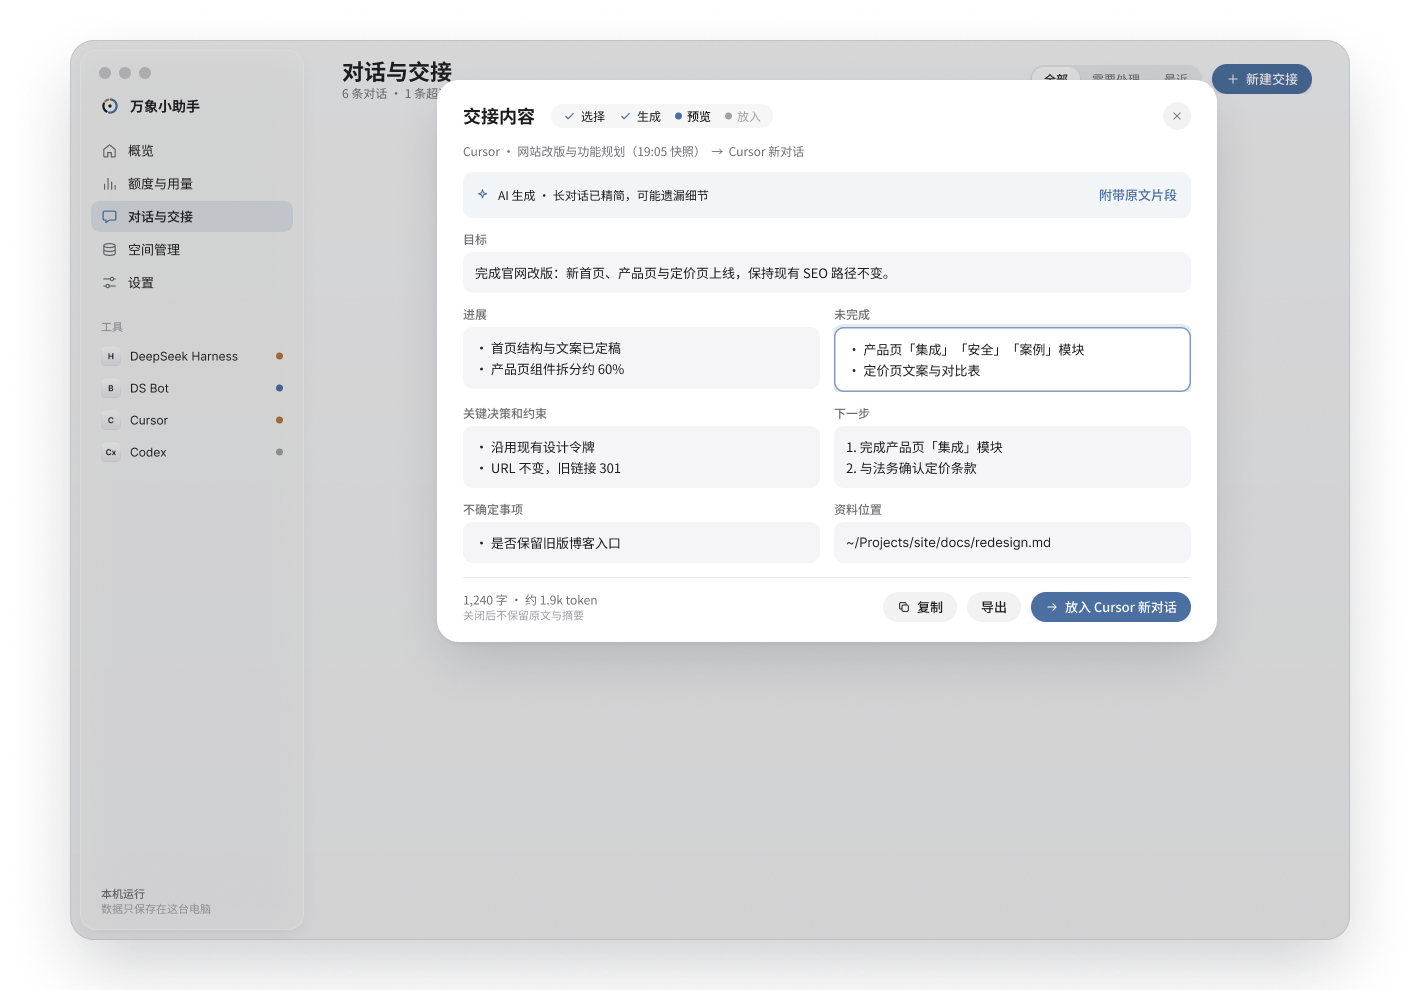 万象小助手
概览
额度与用量
对话与交接
空间管理
设置
工具
H DeepSeek Harness
B DS Bot
C Cursor
Cx Codex
本机运行
数据只保存在这台电脑
对话与交接
6 条对话 · 1 条超
全部 需要处理 最近
新建交接
交接内容
选择 生成 预览 放入
Cursor · 网站改版与功能规划（19:05 快照） → Cursor 新对话
AI 生成 · 长对话已精简，可能遗漏细节
附带原文片段
目标
完成官网改版：新首页、产品页与定价页上线，保持现有 SEO 路径不变。
进展
· 首页结构与文案已定稿
· 产品页组件拆分约 60%
未完成
· 产品页「集成」「安全」「案例」模块
· 定价页文案与对比表
关键决策和约束
· 沿用现有设计令牌
· URL 不变，旧链接 301
下一步
1. 完成产品页「集成」模块
2. 与法务确认定价条款
不确定事项
· 是否保留旧版博客入口
资料位置
~/Projects/site/docs/redesign.md
1,240 字 · 约 1.9k token
关闭后不保留原文与摘要
复制
导出
→ 放入 Cursor 新对话